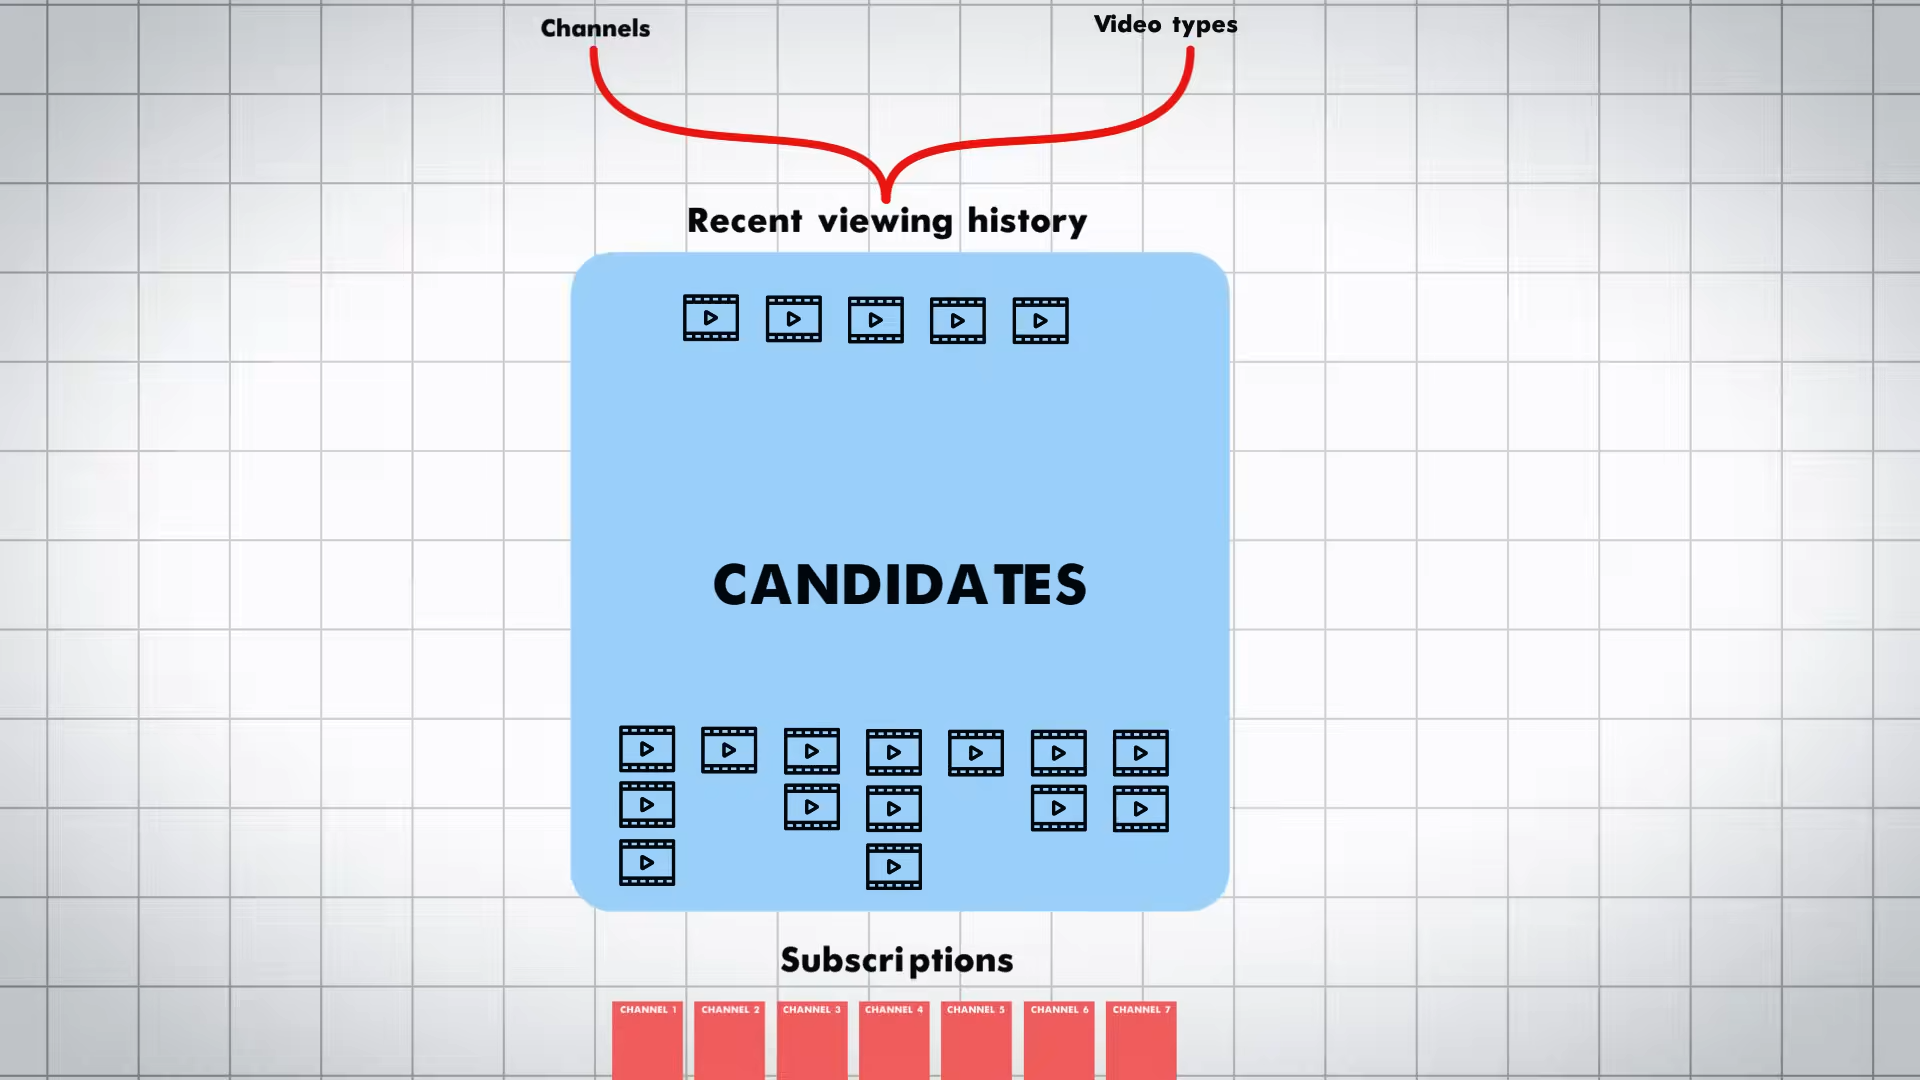 Channels
Video types
Recent viewing history
CANDIDATES
Subscriptions
CHANNEL 1
CHANNEL 2
CHANNEL 3
CHANNEL 4
CHANNEL 5
CHANNEL 6
CHANNEL 7